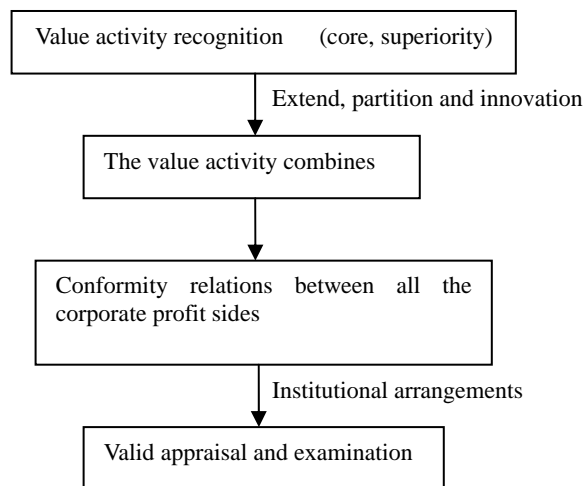 Value activity recognition (core, superiority)
Extend, partition and innovation
The value activity combines
Conformity relations between all the
corporate profit sides
Institutional arrangements
Valid appraisal and examination